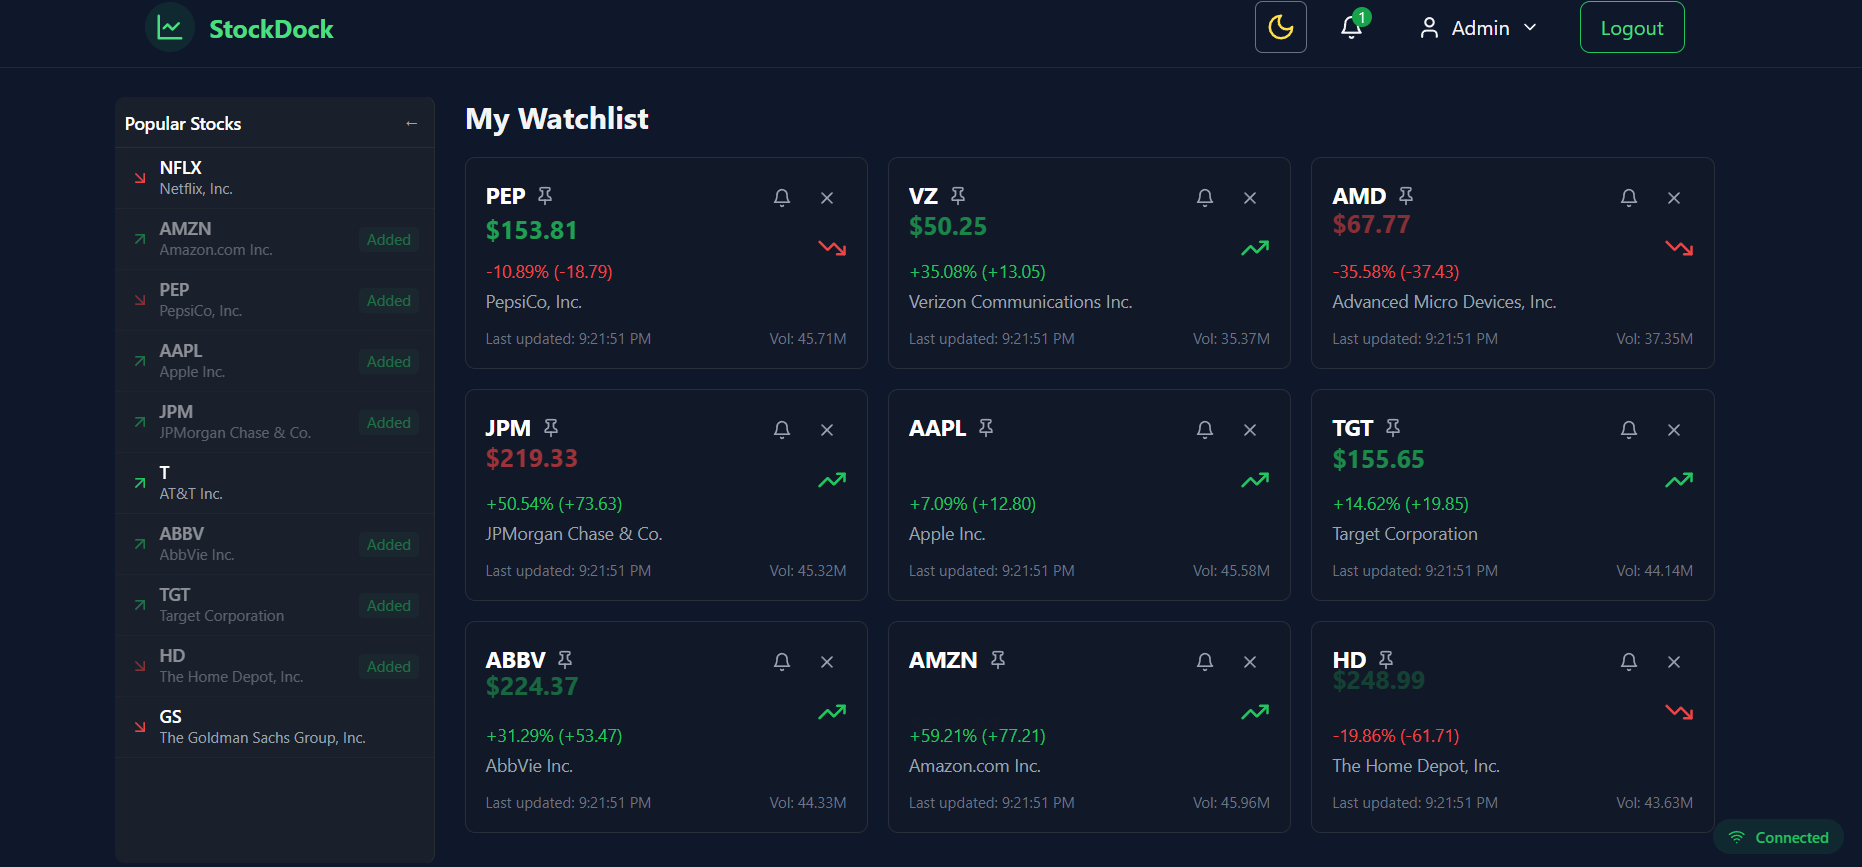 StockDock
1
Admin
Logout
Popular Stocks
←
NFLX
Netflix, Inc.
AMZN
Amazon.com Inc.
Added
PEP
PepsiCo, Inc.
Added
AAPL
Apple Inc.
Added
JPM
JPMorgan Chase & Co.
Added
T
AT&T Inc.
ABBV
AbbVie Inc.
Added
TGT
Target Corporation
Added
HD
The Home Depot, Inc.
Added
GS
The Goldman Sachs Group, Inc.
My Watchlist
PEP
$153.81
-10.89% (-18.79)
PepsiCo, Inc.
Last updated: 9:21:51 PM Vol: 45.71M
VZ
$50.25
+35.08% (+13.05)
Verizon Communications Inc.
Last updated: 9:21:51 PM Vol: 35.37M
AMD
$67.77
-35.58% (-37.43)
Advanced Micro Devices, Inc.
Last updated: 9:21:51 PM Vol: 37.35M
JPM
$219.33
+50.54% (+73.63)
JPMorgan Chase & Co.
Last updated: 9:21:51 PM Vol: 45.32M
AAPL
+7.09% (+12.80)
Apple Inc.
Last updated: 9:21:51 PM Vol: 45.58M
TGT
$155.65
+14.62% (+19.85)
Target Corporation
Last updated: 9:21:51 PM Vol: 44.14M
ABBV
$224.37
+31.29% (+53.47)
AbbVie Inc.
Last updated: 9:21:51 PM Vol: 44.33M
AMZN
+59.21% (+77.21)
Amazon.com Inc.
Last updated: 9:21:51 PM Vol: 45.96M
HD
$248.99
-19.86% (-61.71)
The Home Depot, Inc.
Last updated: 9:21:51 PM Vol: 43.63M
Connected